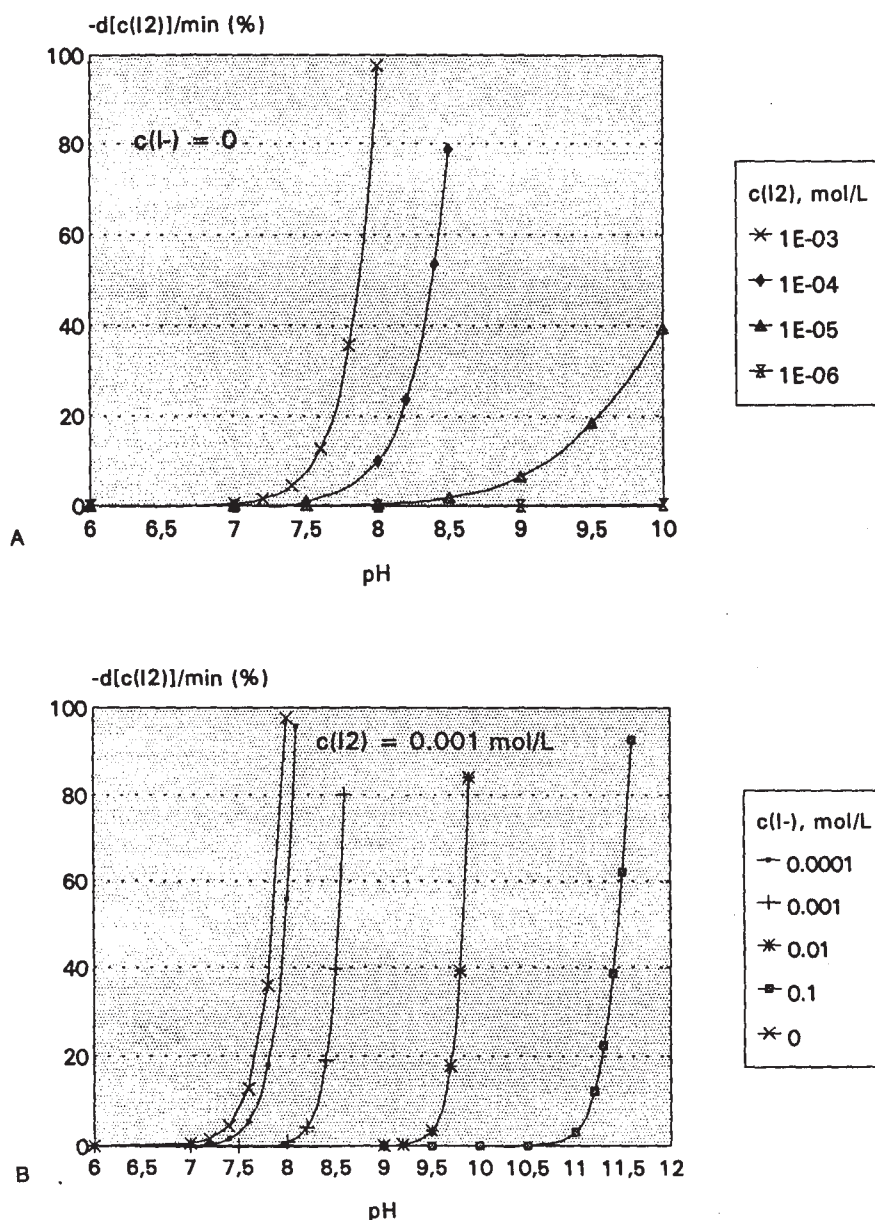 -d[c(I2)]/min (%)
100
80
60
40
20
0
c(I-) = 0
6
7
7,5
8
8,5
9
9,5
10
pH
A
c(I2), mol/L
1E-03
1E-04
1E-05
1E-06
-d[c(I2)]/min (%)
100
80
60
40
20
0
c(I2) = 0.001 mol/L
6
6,5
7
7,5
8
8,5
9
9,5
10
10,5
11
11,5
12
pH
B
c(I-), mol/L
0.0001
0.001
0.01
0.1
0